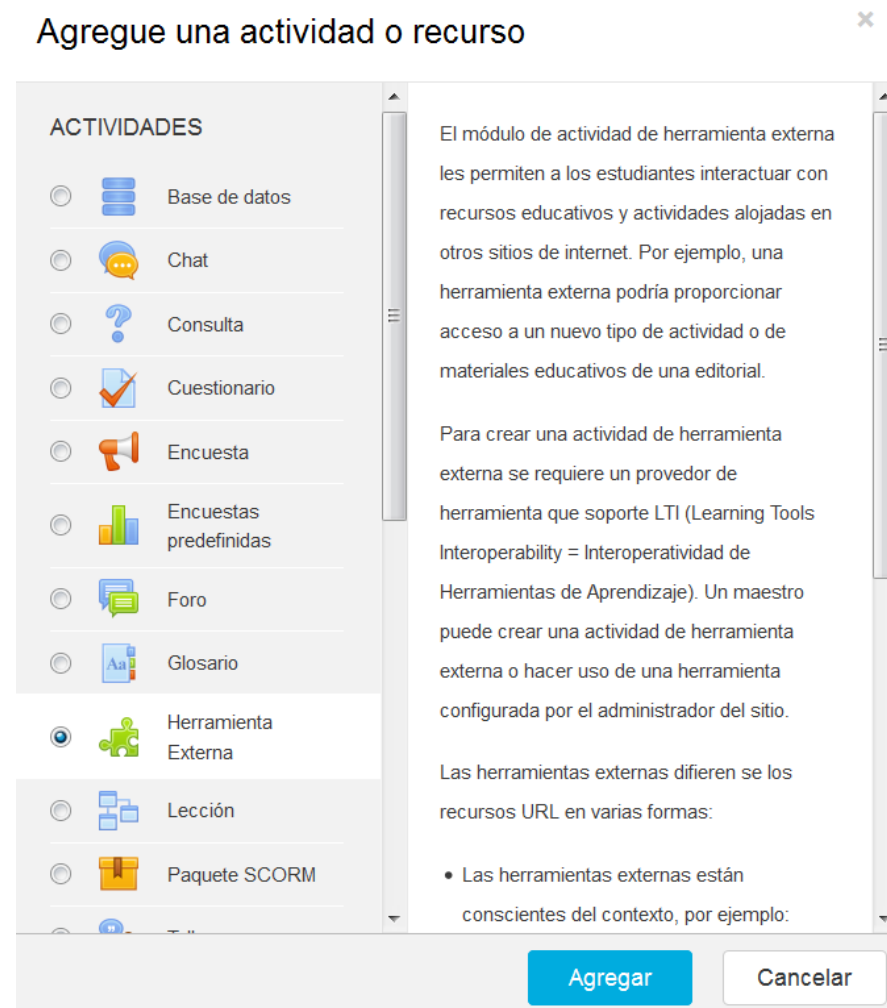 Agregue una actividad o recurso
ACTIVIDADES
Base de datos
Chat
Consulta
Cuestionario
Encuesta
Encuestas
predefinidas
Foro
Aa
Glosario
Herramienta
Externa
Lección
Paquete SCORM
El módulo de actividad de herramienta externa
les permiten a los estudiantes interactuar con
recursos educativos y actividades alojadas en
otros sitios de internet. Por ejemplo, una
herramienta externa podría proporcionar
acceso a un nuevo tipo de actividad o de
materiales educativos de una editorial.
Para crear una actividad de herramienta
externa se requiere un provedor de
herramienta que soporte LTI (Learning Tools
Interoperability = Interoperatividad de
Herramientas de Aprendizaje). Un maestro
puede crear una actividad de herramienta
externa o hacer uso de una herramienta
configurada por el administrador del sitio.
Las herramientas externas difieren se los
recursos URL en varias formas:
• Las herramientas externas están
conscientes del contexto, por ejemplo:
Agregar
Cancelar